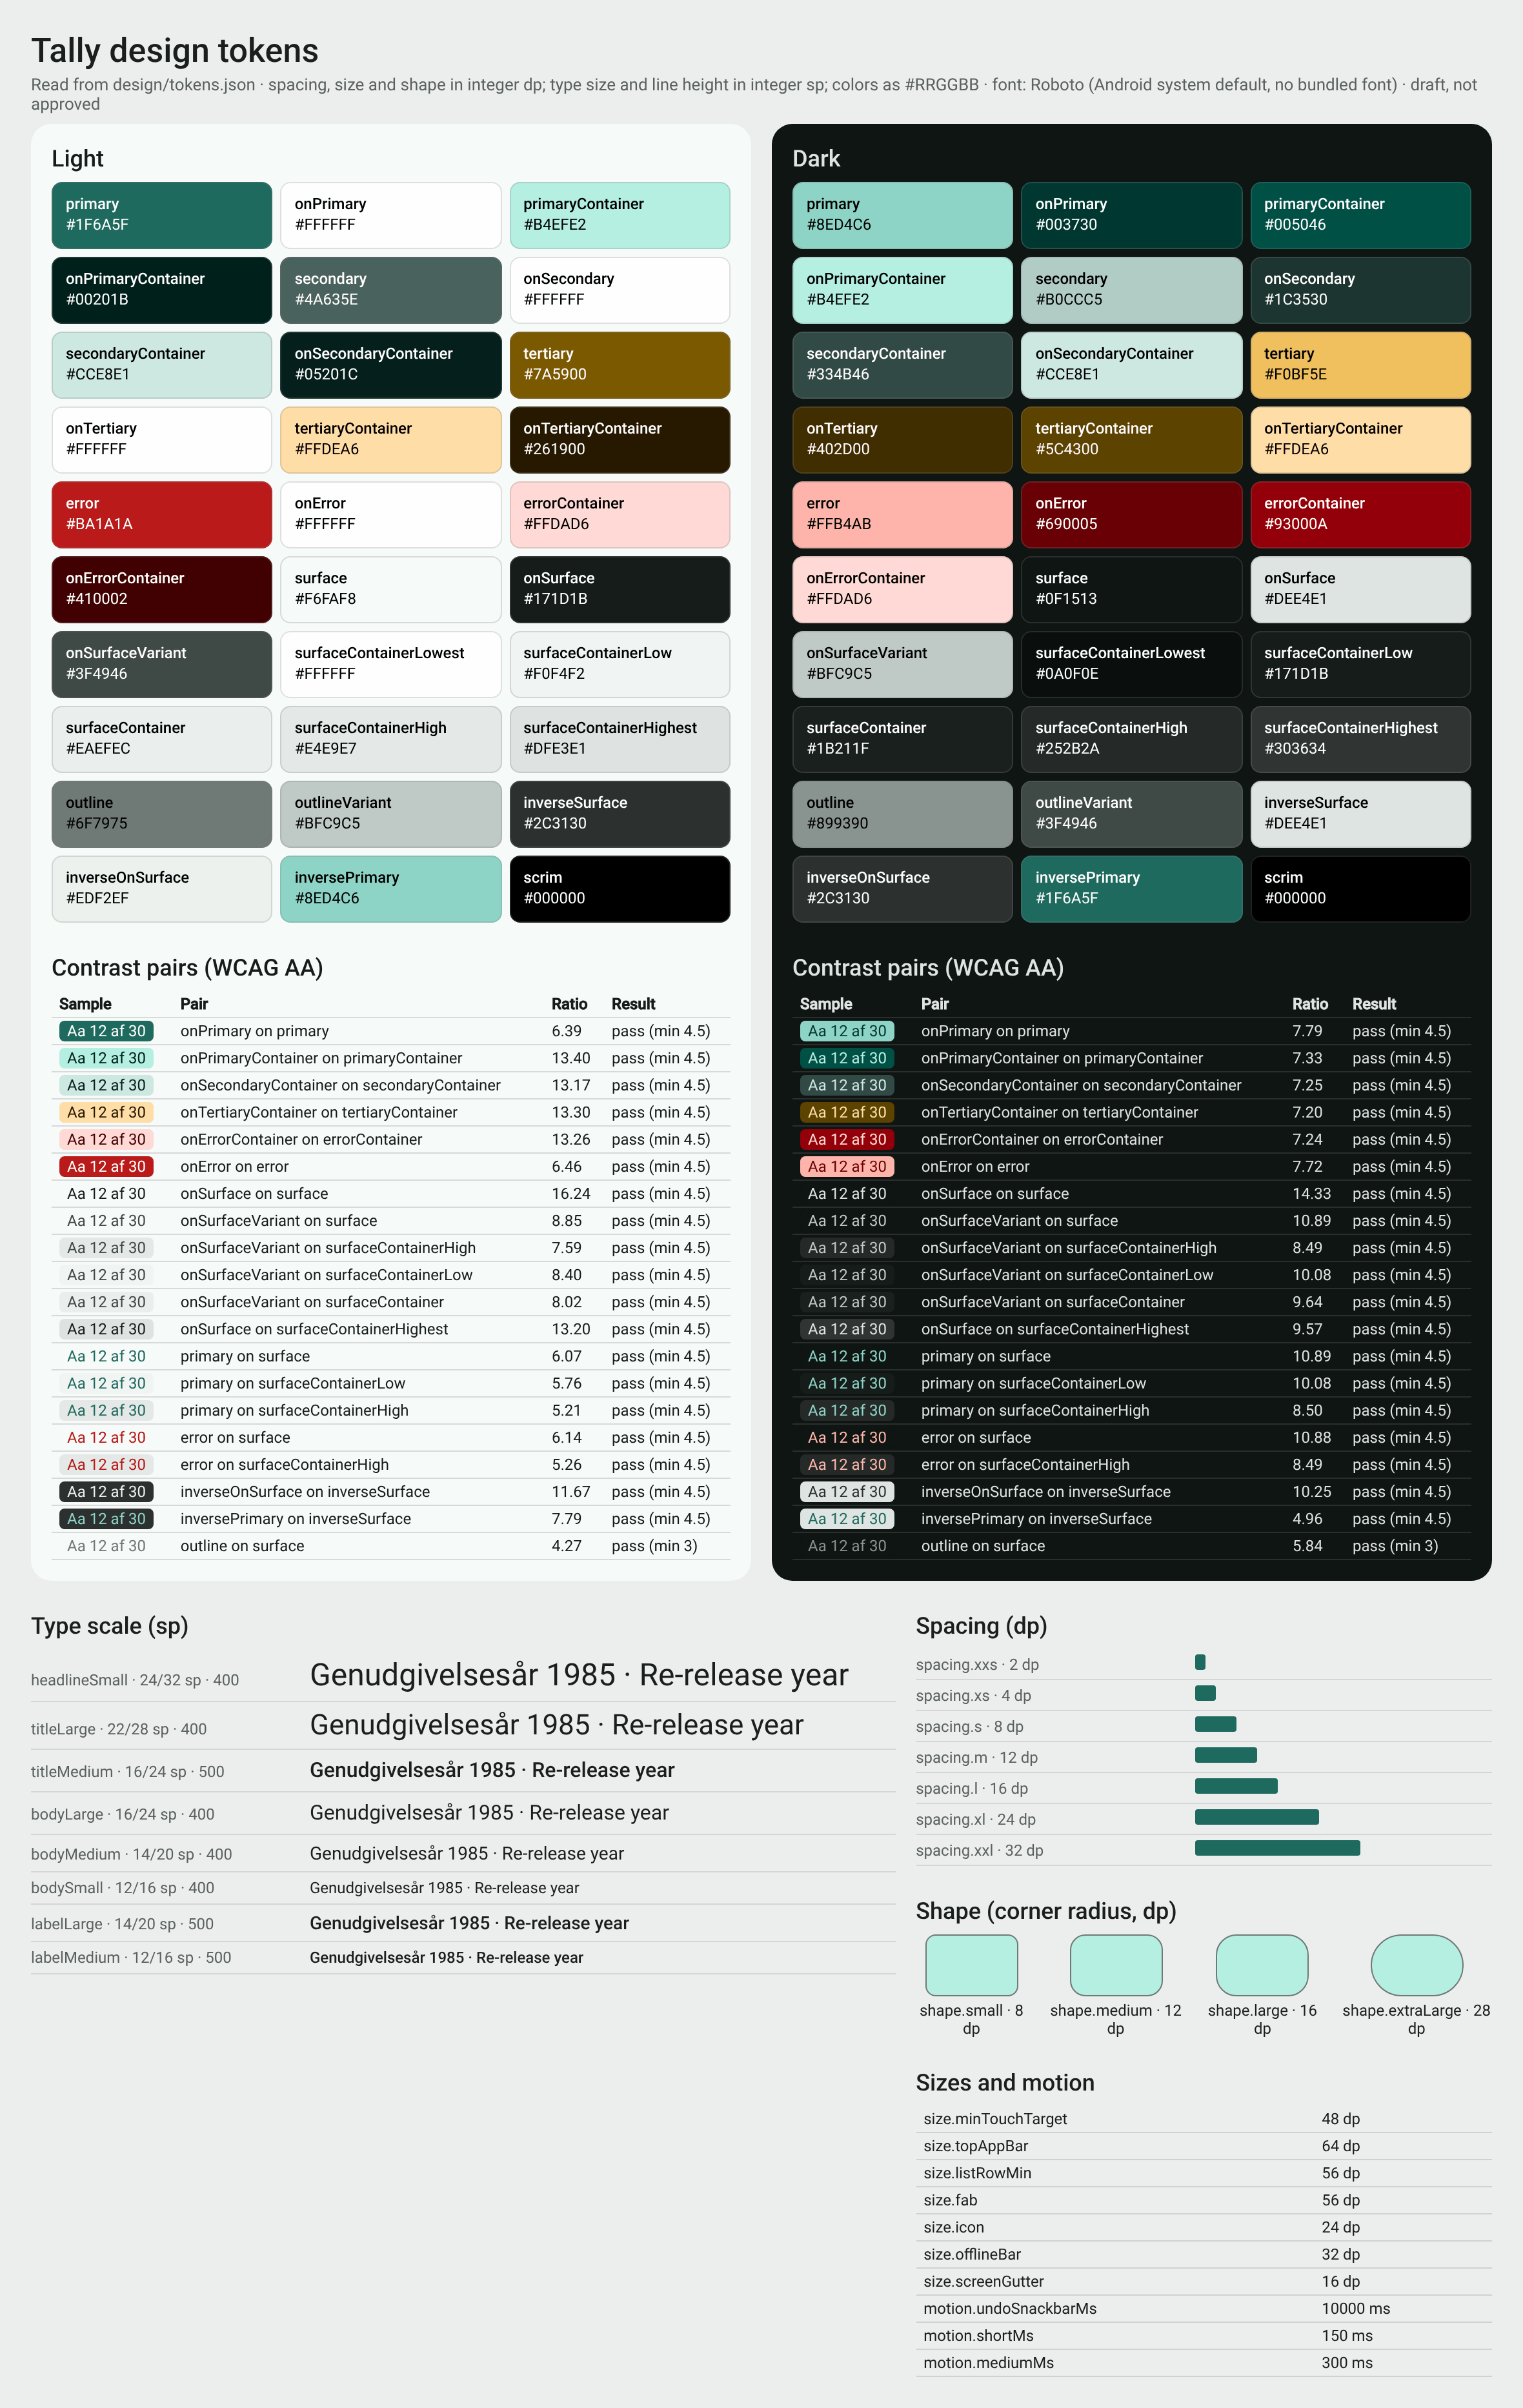 Tally design tokens
Read from design/tokens.json · spacing, size and shape in integer dp; type size and line height in integer sp; colors as #RRGGBB · font: Roboto (Android system default, no bundled font) · draft, not
approved
Light
primary
#1F6A5F
onPrimary
#FFFFFF
primaryContainer
#B4EFE2
onPrimaryContainer
#00201B
secondary
#4A635E
onSecondary
#FFFFFF
secondaryContainer
#CCE8E1
onSecondaryContainer
#05201C
tertiary
#7A5900
onTertiary
#FFFFFF
tertiaryContainer
#FFDEA6
onTertiaryContainer
#261900
error
#BA1A1A
onError
#FFFFFF
errorContainer
#FFDAD6
onErrorContainer
#410002
surface
#F6FAF8
onSurface
#171D1B
onSurfaceVariant
#3F4946
surfaceContainerLowest
#FFFFFF
surfaceContainerLow
#F0F4F2
surfaceContainer
#EAEFEC
surfaceContainerHigh
#E4E9E7
surfaceContainerHighest
#DFE3E1
outline
#6F7975
outlineVariant
#BFC9C5
inverseSurface
#2C3130
inverseOnSurface
#EDF2EF
inversePrimary
#8ED4C6
scrim
#000000
Contrast pairs (WCAG AA)
Sample Pair Ratio Result
Aa 12 af 30 onPrimary on primary 6.39 pass (min 4.5)
Aa 12 af 30 onPrimaryContainer on primaryContainer 13.40 pass (min 4.5)
Aa 12 af 30 onSecondaryContainer on secondaryContainer 13.17 pass (min 4.5)
Aa 12 af 30 onTertiaryContainer on tertiaryContainer 13.30 pass (min 4.5)
Aa 12 af 30 onErrorContainer on errorContainer 13.26 pass (min 4.5)
Aa 12 af 30 onError on error 6.46 pass (min 4.5)
Aa 12 af 30 onSurface on surface 16.24 pass (min 4.5)
Aa 12 af 30 onSurfaceVariant on surface 8.85 pass (min 4.5)
Aa 12 af 30 onSurfaceVariant on surfaceContainerHigh 7.59 pass (min 4.5)
Aa 12 af 30 onSurfaceVariant on surfaceContainerLow 8.40 pass (min 4.5)
Aa 12 af 30 onSurfaceVariant on surfaceContainer 8.02 pass (min 4.5)
Aa 12 af 30 onSurface on surfaceContainerHighest 13.20 pass (min 4.5)
Aa 12 af 30 primary on surface 6.07 pass (min 4.5)
Aa 12 af 30 primary on surfaceContainerLow 5.76 pass (min 4.5)
Aa 12 af 30 primary on surfaceContainerHigh 5.21 pass (min 4.5)
Aa 12 af 30 error on surface 6.14 pass (min 4.5)
Aa 12 af 30 error on surfaceContainerHigh 5.26 pass (min 4.5)
Aa 12 af 30 inverseOnSurface on inverseSurface 11.67 pass (min 4.5)
Aa 12 af 30 inversePrimary on inverseSurface 7.79 pass (min 4.5)
Aa 12 af 30 outline on surface 4.27 pass (min 3)
Dark
primary
#8ED4C6
onPrimary
#003730
primaryContainer
#005046
onPrimaryContainer
#B4EFE2
secondary
#B0CCC5
onSecondary
#1C3530
secondaryContainer
#334B46
onSecondaryContainer
#CCE8E1
tertiary
#F0BF5E
onTertiary
#402D00
tertiaryContainer
#5C4300
onTertiaryContainer
#FFDEA6
error
#FFB4AB
onError
#690005
errorContainer
#93000A
onErrorContainer
#FFDAD6
surface
#0F1513
onSurface
#DEE4E1
onSurfaceVariant
#BFC9C5
surfaceContainerLowest
#0A0F0E
surfaceContainerLow
#171D1B
surfaceContainer
#1B211F
surfaceContainerHigh
#252B2A
surfaceContainerHighest
#303634
outline
#899390
outlineVariant
#3F4946
inverseSurface
#DEE4E1
inverseOnSurface
#2C3130
inversePrimary
#1F6A5F
scrim
#000000
Contrast pairs (WCAG AA)
Sample Pair Ratio Result
Aa 12 af 30 onPrimary on primary 7.79 pass (min 4.5)
Aa 12 af 30 onPrimaryContainer on primaryContainer 7.33 pass (min 4.5)
Aa 12 af 30 onSecondaryContainer on secondaryContainer 7.25 pass (min 4.5)
Aa 12 af 30 onTertiaryContainer on tertiaryContainer 7.20 pass (min 4.5)
Aa 12 af 30 onErrorContainer on errorContainer 7.24 pass (min 4.5)
Aa 12 af 30 onError on error 7.72 pass (min 4.5)
Aa 12 af 30 onSurface on surface 14.33 pass (min 4.5)
Aa 12 af 30 onSurfaceVariant on surface 10.89 pass (min 4.5)
Aa 12 af 30 onSurfaceVariant on surfaceContainerHigh 8.49 pass (min 4.5)
Aa 12 af 30 onSurfaceVariant on surfaceContainerLow 10.08 pass (min 4.5)
Aa 12 af 30 onSurfaceVariant on surfaceContainer 9.64 pass (min 4.5)
Aa 12 af 30 onSurface on surfaceContainerHighest 9.57 pass (min 4.5)
Aa 12 af 30 primary on surface 10.89 pass (min 4.5)
Aa 12 af 30 primary on surfaceContainerLow 10.08 pass (min 4.5)
Aa 12 af 30 primary on surfaceContainerHigh 8.50 pass (min 4.5)
Aa 12 af 30 error on surface 10.88 pass (min 4.5)
Aa 12 af 30 error on surfaceContainerHigh 8.49 pass (min 4.5)
Aa 12 af 30 inverseOnSurface on inverseSurface 10.25 pass (min 4.5)
Aa 12 af 30 inversePrimary on inverseSurface 4.96 pass (min 4.5)
Aa 12 af 30 outline on surface 5.84 pass (min 3)
Type scale (sp)
headlineSmall · 24/32 sp · 400 Genudgivelsesår 1985 · Re-release year
titleLarge · 22/28 sp · 400 Genudgivelsesår 1985 · Re-release year
titleMedium · 16/24 sp · 500 Genudgivelsesår 1985 · Re-release year
bodyLarge · 16/24 sp · 400 Genudgivelsesår 1985 · Re-release year
bodyMedium · 14/20 sp · 400 Genudgivelsesår 1985 · Re-release year
bodySmall · 12/16 sp · 400 Genudgivelsesår 1985 · Re-release year
labelLarge · 14/20 sp · 500 Genudgivelsesår 1985 · Re-release year
labelMedium · 12/16 sp · 500 Genudgivelsesår 1985 · Re-release year
Spacing (dp)
spacing.xxs · 2 dp
spacing.xs · 4 dp
spacing.s · 8 dp
spacing.m · 12 dp
spacing.l · 16 dp
spacing.xl · 24 dp
spacing.xxl · 32 dp
Shape (corner radius, dp)
shape.small · 8
dp
shape.medium · 12
dp
shape.large · 16
dp
shape.extraLarge · 28
dp
Sizes and motion
size.minTouchTarget 48 dp
size.topAppBar 64 dp
size.listRowMin 56 dp
size.fab 56 dp
size.icon 24 dp
size.offlineBar 32 dp
size.screenGutter 16 dp
motion.undoSnackbarMs 10000 ms
motion.shortMs 150 ms
motion.mediumMs 300 ms